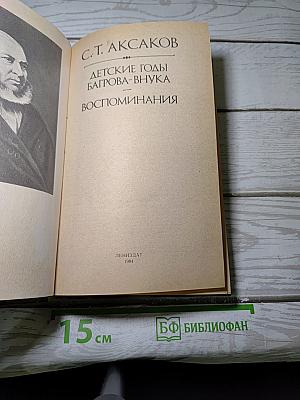 С. Т. АКСАКОВ
ДЕТСКИЕ ГОДЫ
БАГРОВА-ВНУКА
ВОСПОМИНАНИЯ
ЛЕНИЗДАТ
1984
15 см
БФ БИБЛИОФАН